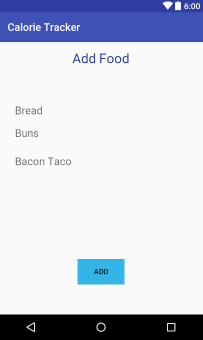 6:00
Calorie Tracker
Add Food
Bread
Buns
Bacon Taco
ADD